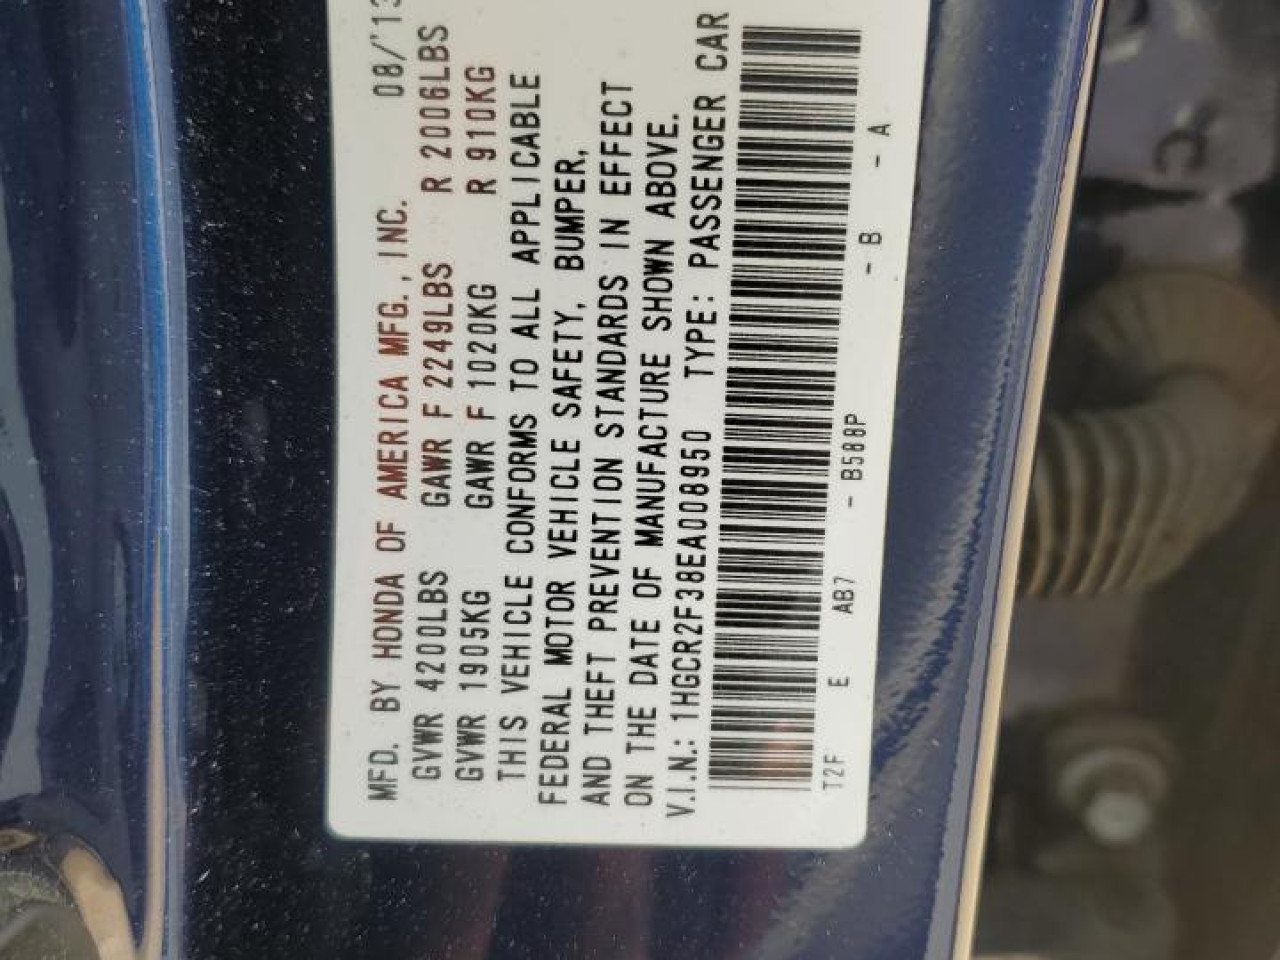 MFD. BY HONDA OF AMERICA MFG., INC. 08/'13
GVWR 4200LBS GAWR F 2249LBS R 2006LBS
GVWR 1905KG GAWR F 1020KG R 910KG
THIS VEHICLE CONFORMS TO ALL APPLICABLE
FEDERAL MOTOR VEHICLE SAFETY, BUMPER,
AND THEFT PREVENTION STANDARDS IN EFFECT
ON THE DATE OF MANUFACTURE SHOWN ABOVE.
V.I.N.: 1HGCR2F38EA008950 TYPE: PASSENGER CAR
T2F E AB7 - B588P - B - A